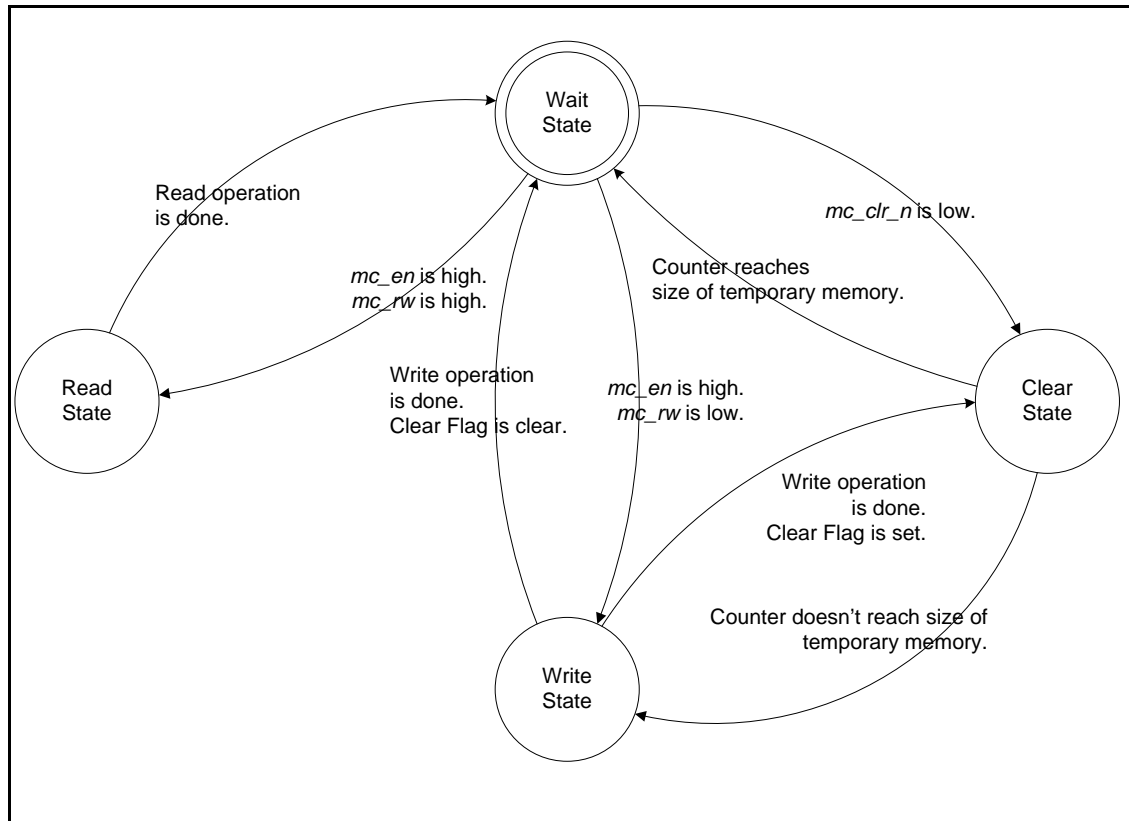 Wait
State
Read operation
is done.
mc_clr_n is low.
mc_en is high.
mc_rw is high.
Counter reaches
size of temporary memory.
Read
State
Write operation
is done.
Clear Flag is clear.
mc_en is high.
mc_rw is low.
Clear
State
Write operation
is done.
Clear Flag is set.
Counter doesn't reach size of
temporary memory.
Write
State